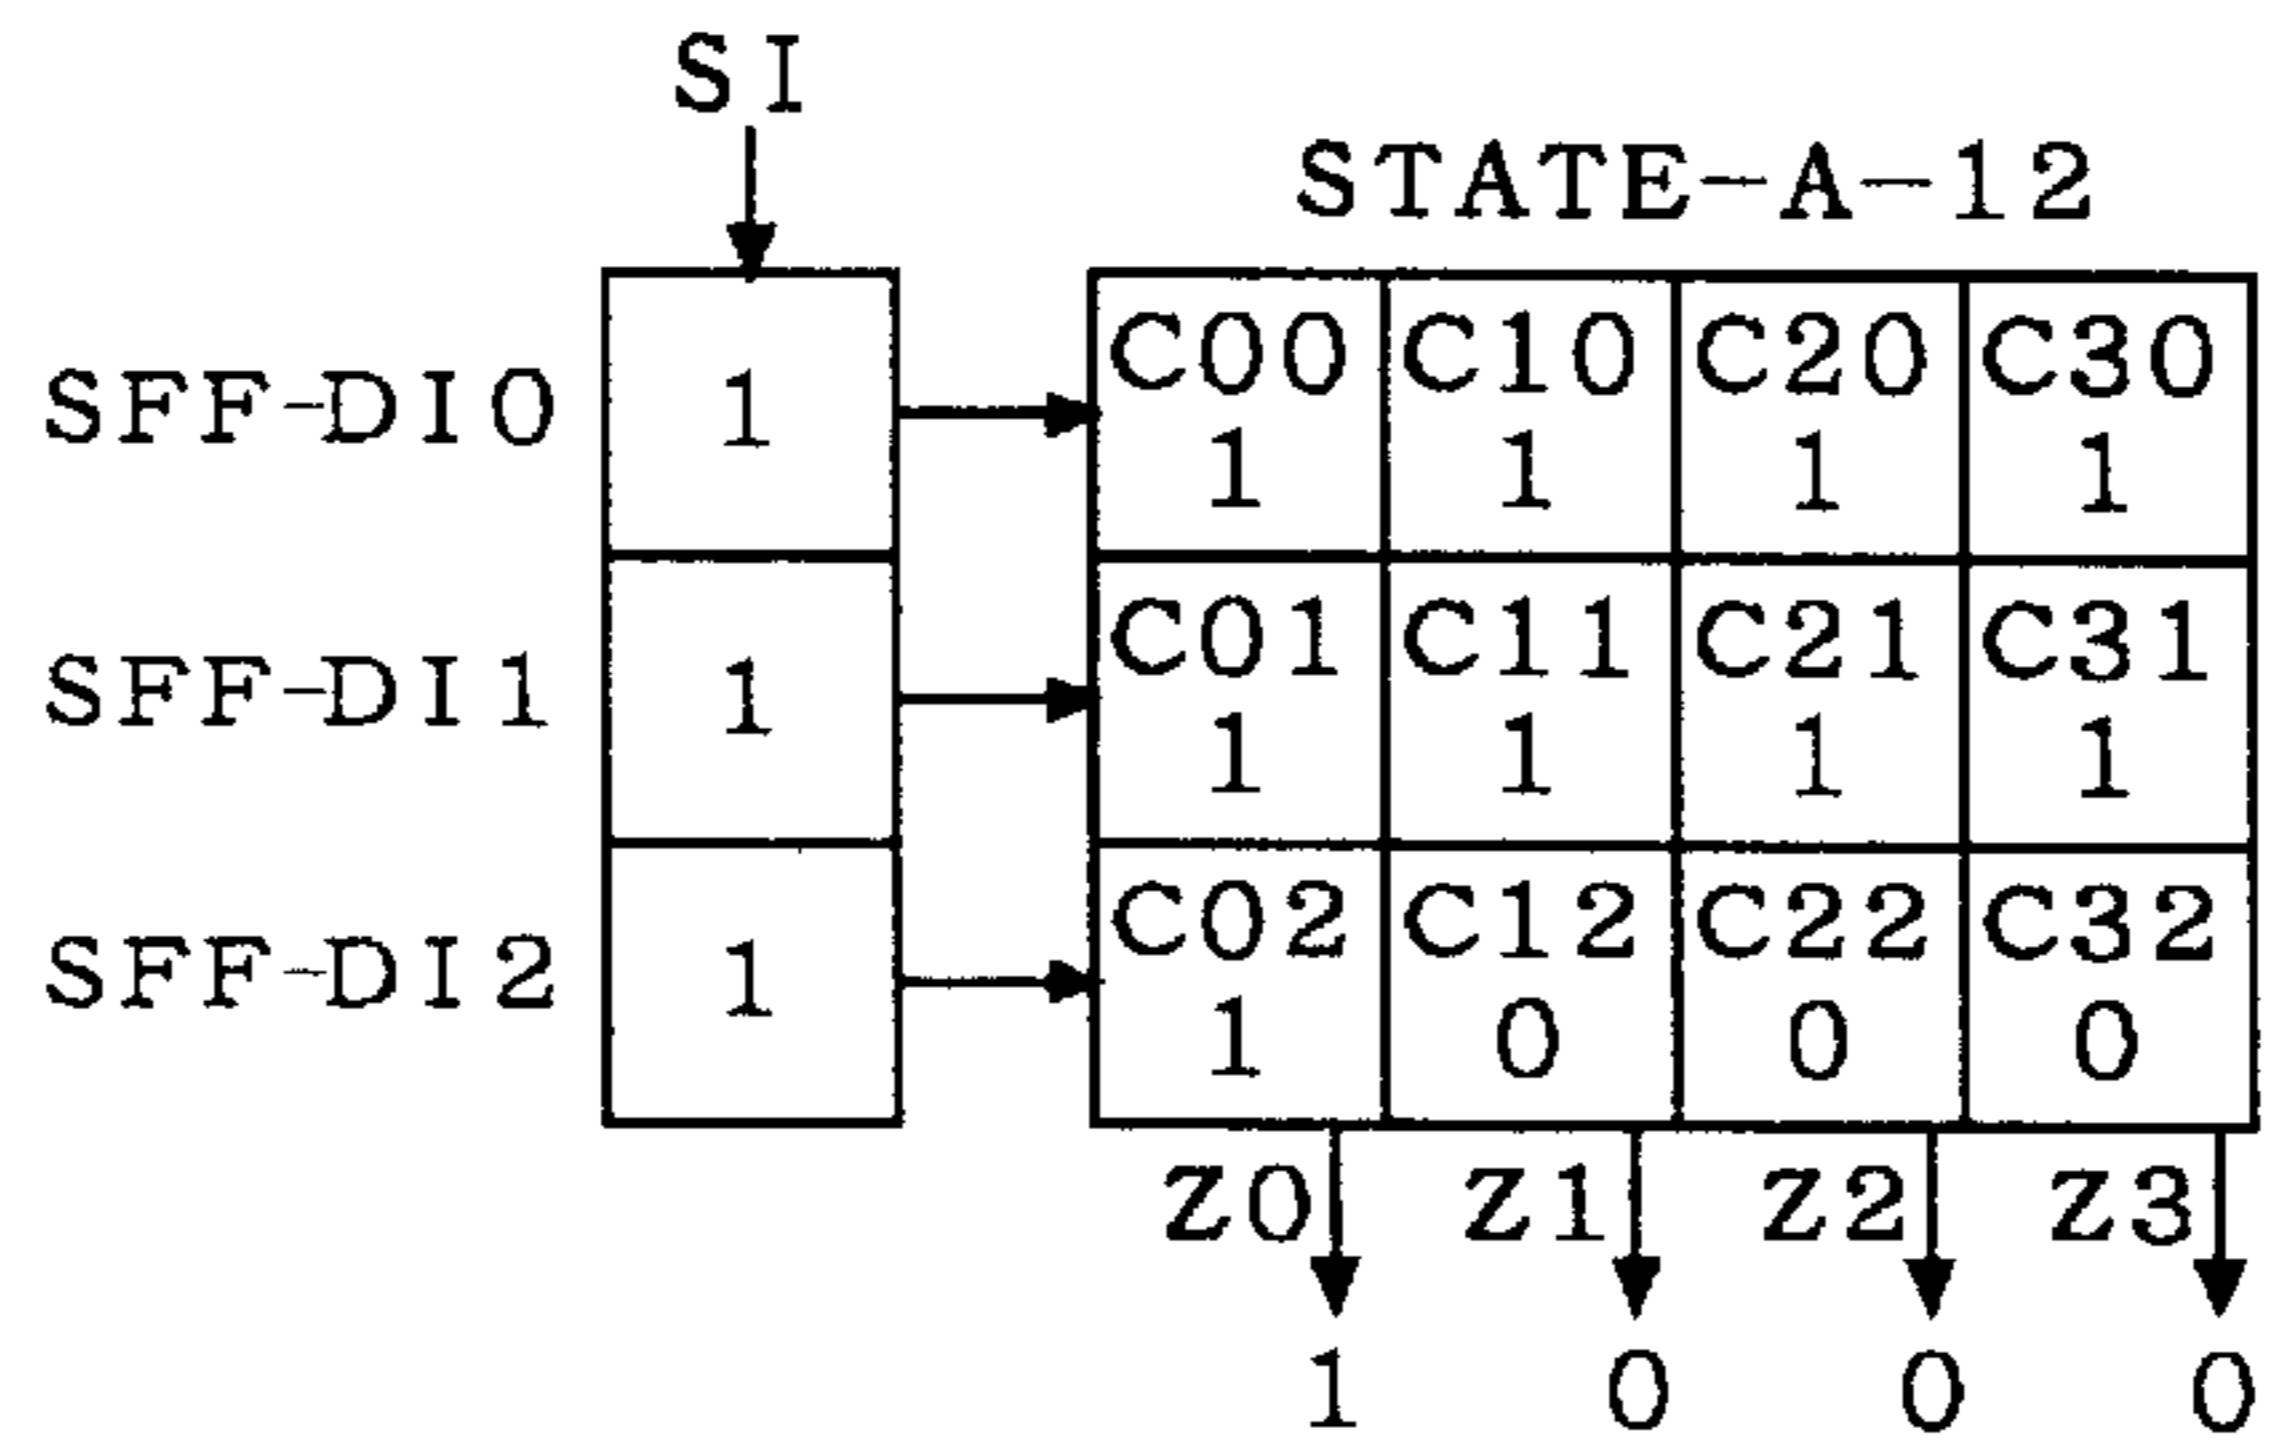 SI
STATE-A-12
C00 C10 C20 C30
SFF-DI0 1 1 1 1 1
C01 C11 C21 C31
SFF-DI1 1 1 1 1 1
C02 C12 C22 C32
SFF-DI2 1 1 0 0 0
Z0 Z1 Z2 Z3
1 0 0 0